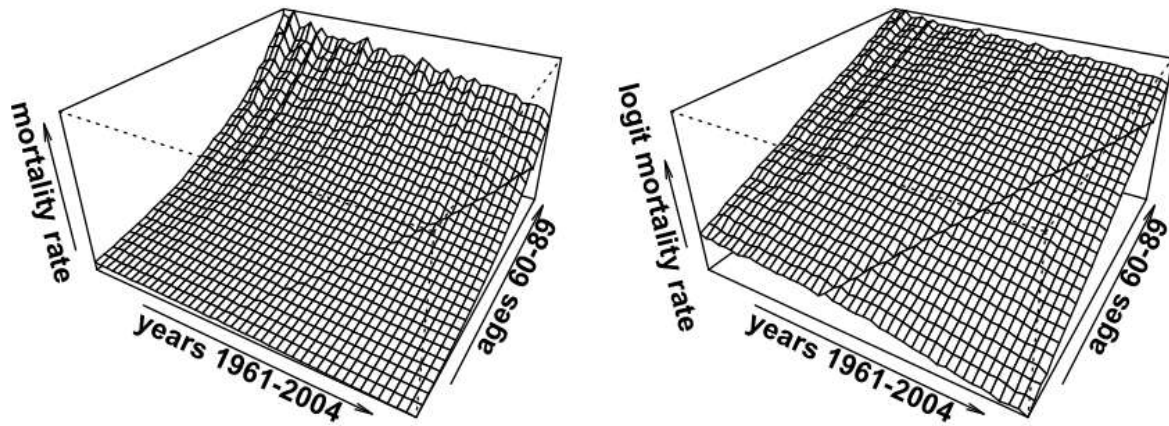 mortality rate
years 1961-2004
ages 60-89
logit mortality rate
years 1961-2004
ages 60-89